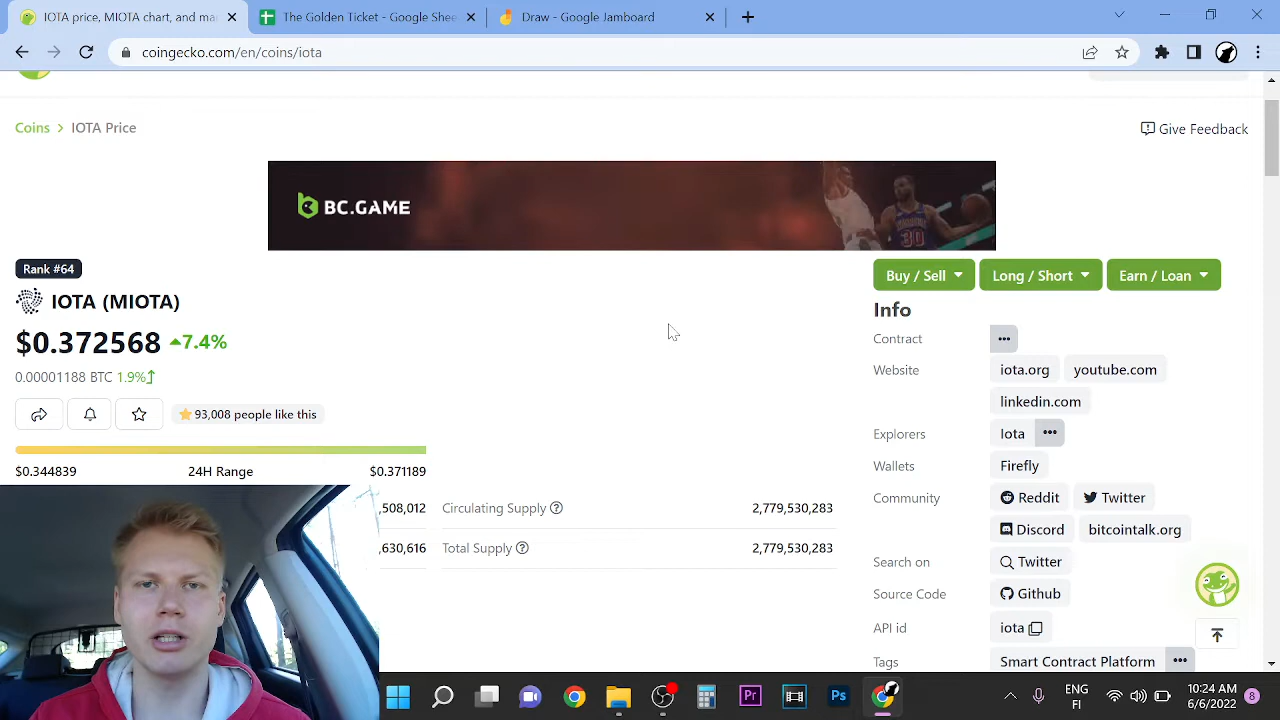 IOTA (MIOTA) price, chart, and ma
The Golden Ticket - Google Shee
Draw - Google Jamboard
coingecko.com/en/coins/iota
Coins > IOTA Price
Give Feedback
BC.GAME
30
Rank #64
Buy / Sell
Long / Short
Earn / Loan
IOTA (MIOTA)
Info
$0.372568 7.4%
Contract
0.00001188 BTC 1.9%
Website
iota.org
youtube.com
linkedin.com
93,008 people like this
Explorers
Iota
$0.344839
24H Range
$0.371189
Wallets
Firefly
,508,012
Circulating Supply
2,779,530,283
Community
Reddit
Twitter
Discord
bitcointalk.org
,630,616
Total Supply
2,779,530,283
Search on
Twitter
Source Code
Github
API id
iota
Tags
Smart Contract Platform
Pr
Ps
ENG
FI
10:24 AM
6/6/2022
8